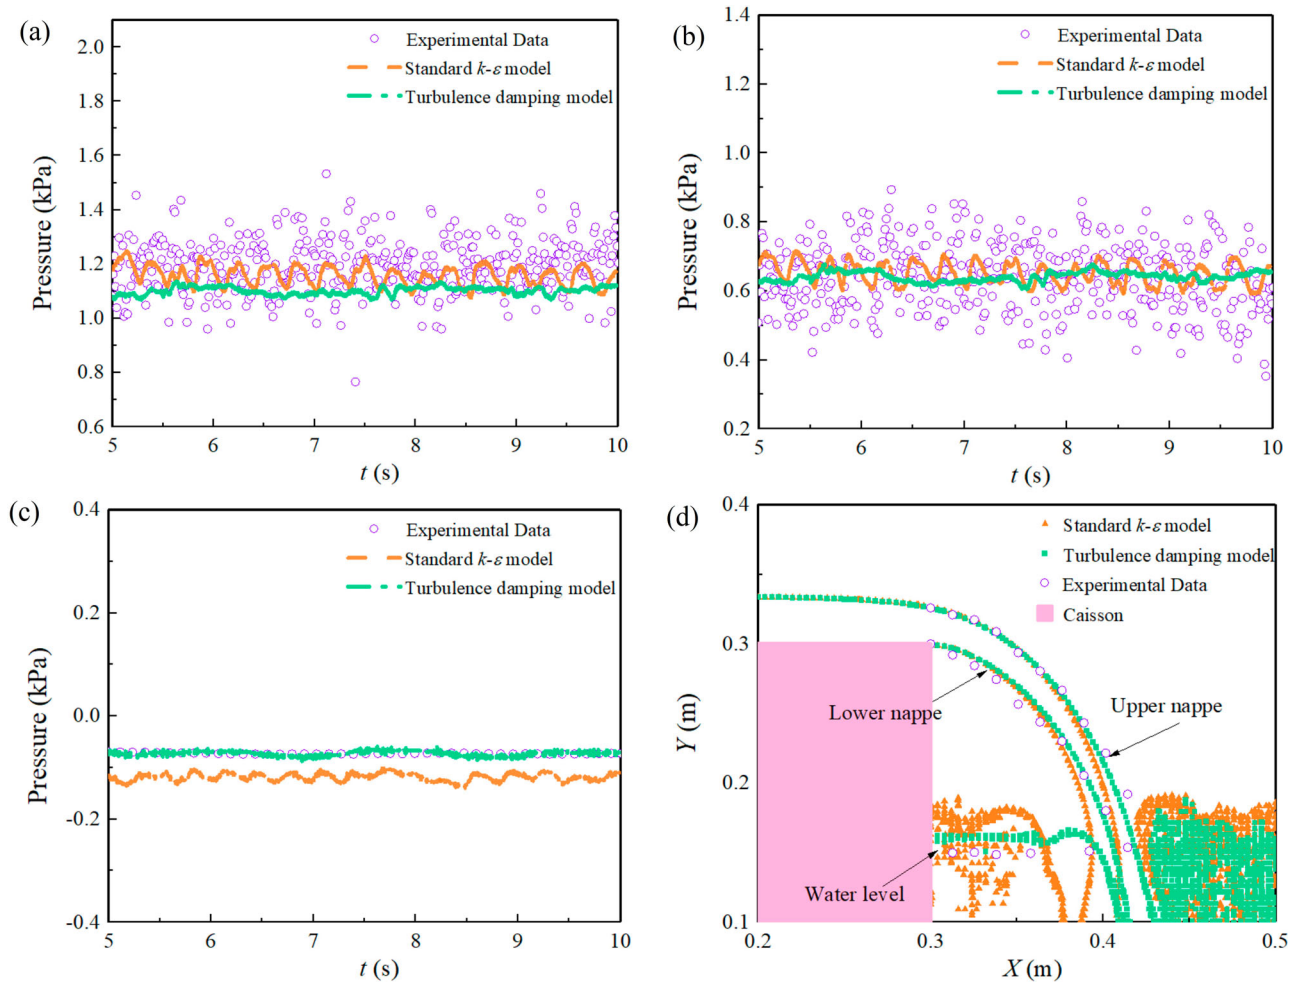 (a)
Experimental Data
Standard k-ε model
Turbulence damping model
2.0
1.8
1.6
1.4
1.2
1.0
0.8
0.6
Pressure (kPa)
5 6 7 8 9 10
t (s)
(b)
Experimental Data
Standard k-ε model
Turbulence damping model
1.4
1.2
1.0
0.8
0.6
0.4
0.2
Pressure (kPa)
5 6 7 8 9 10
t (s)
(c)
Experimental Data
Standard k-ε model
Turbulence damping model
0.4
0.2
0.0
-0.2
-0.4
Pressure (kPa)
5 6 7 8 9 10
t (s)
(d)
Standard k-ε model
Turbulence damping model
Experimental Data
Caisson
0.4
0.3
0.2
0.1
Y (m)
Lower nappe
Upper nappe
Water level
0.2 0.3 0.4 0.5
X (m)